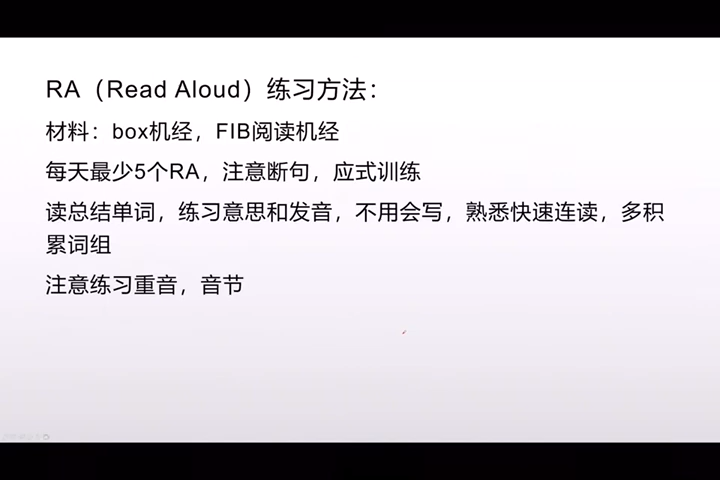 RA（Read Aloud）练习方法：
材料：box机经，FIB阅读机经
每天最少5个RA，注意断句，应式训练
读总结单词，练习意思和发音，不用会写，熟悉快速连读，多积
累词组
注意练习重音，音节